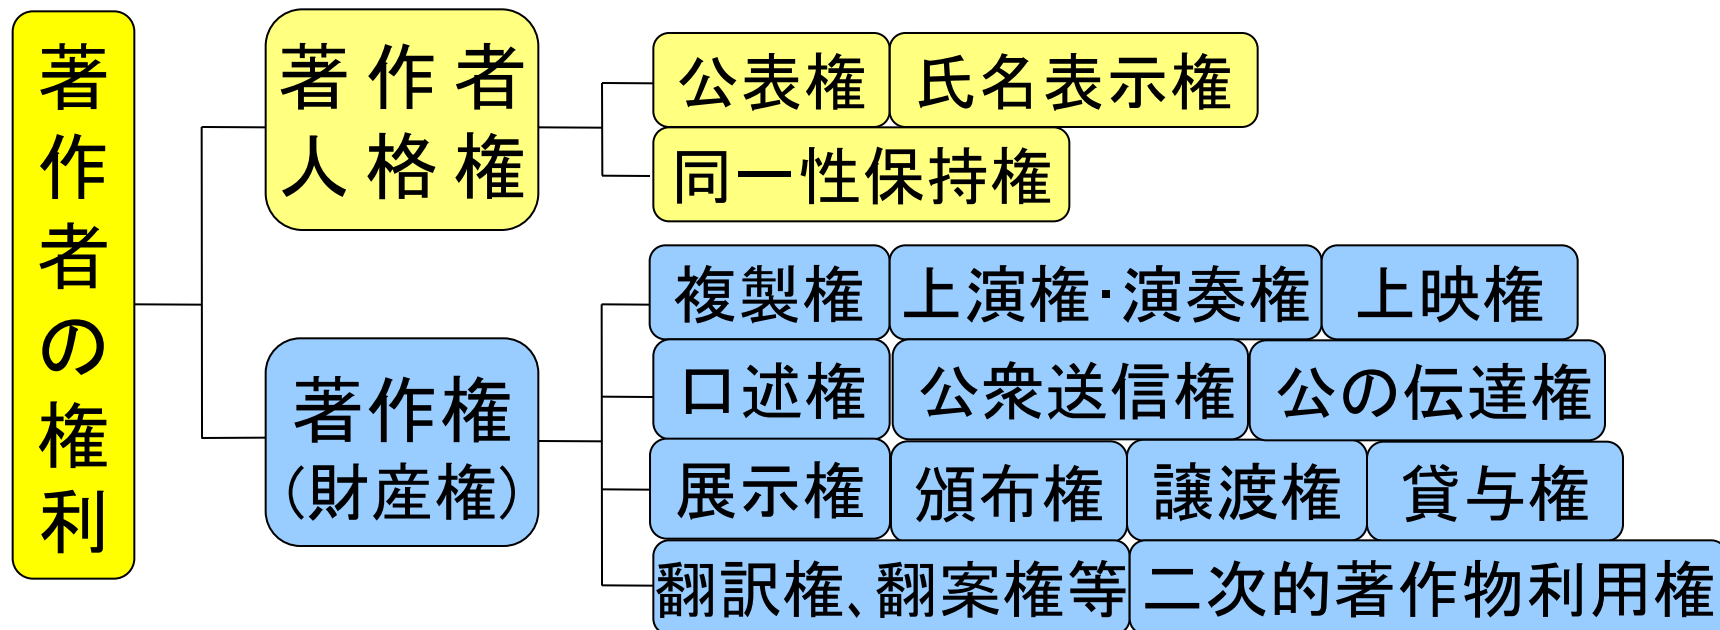 著作者の権利
著作者
人格権
公表権 氏名表示権
同一性保持権
著作権
（財産権）
複製権 上演権・演奏権 上映権
口述権 公衆送信権 公の伝達権
展示権 頒布権 譲渡権 貸与権
翻訳権、翻案権等 二次的著作物利用権